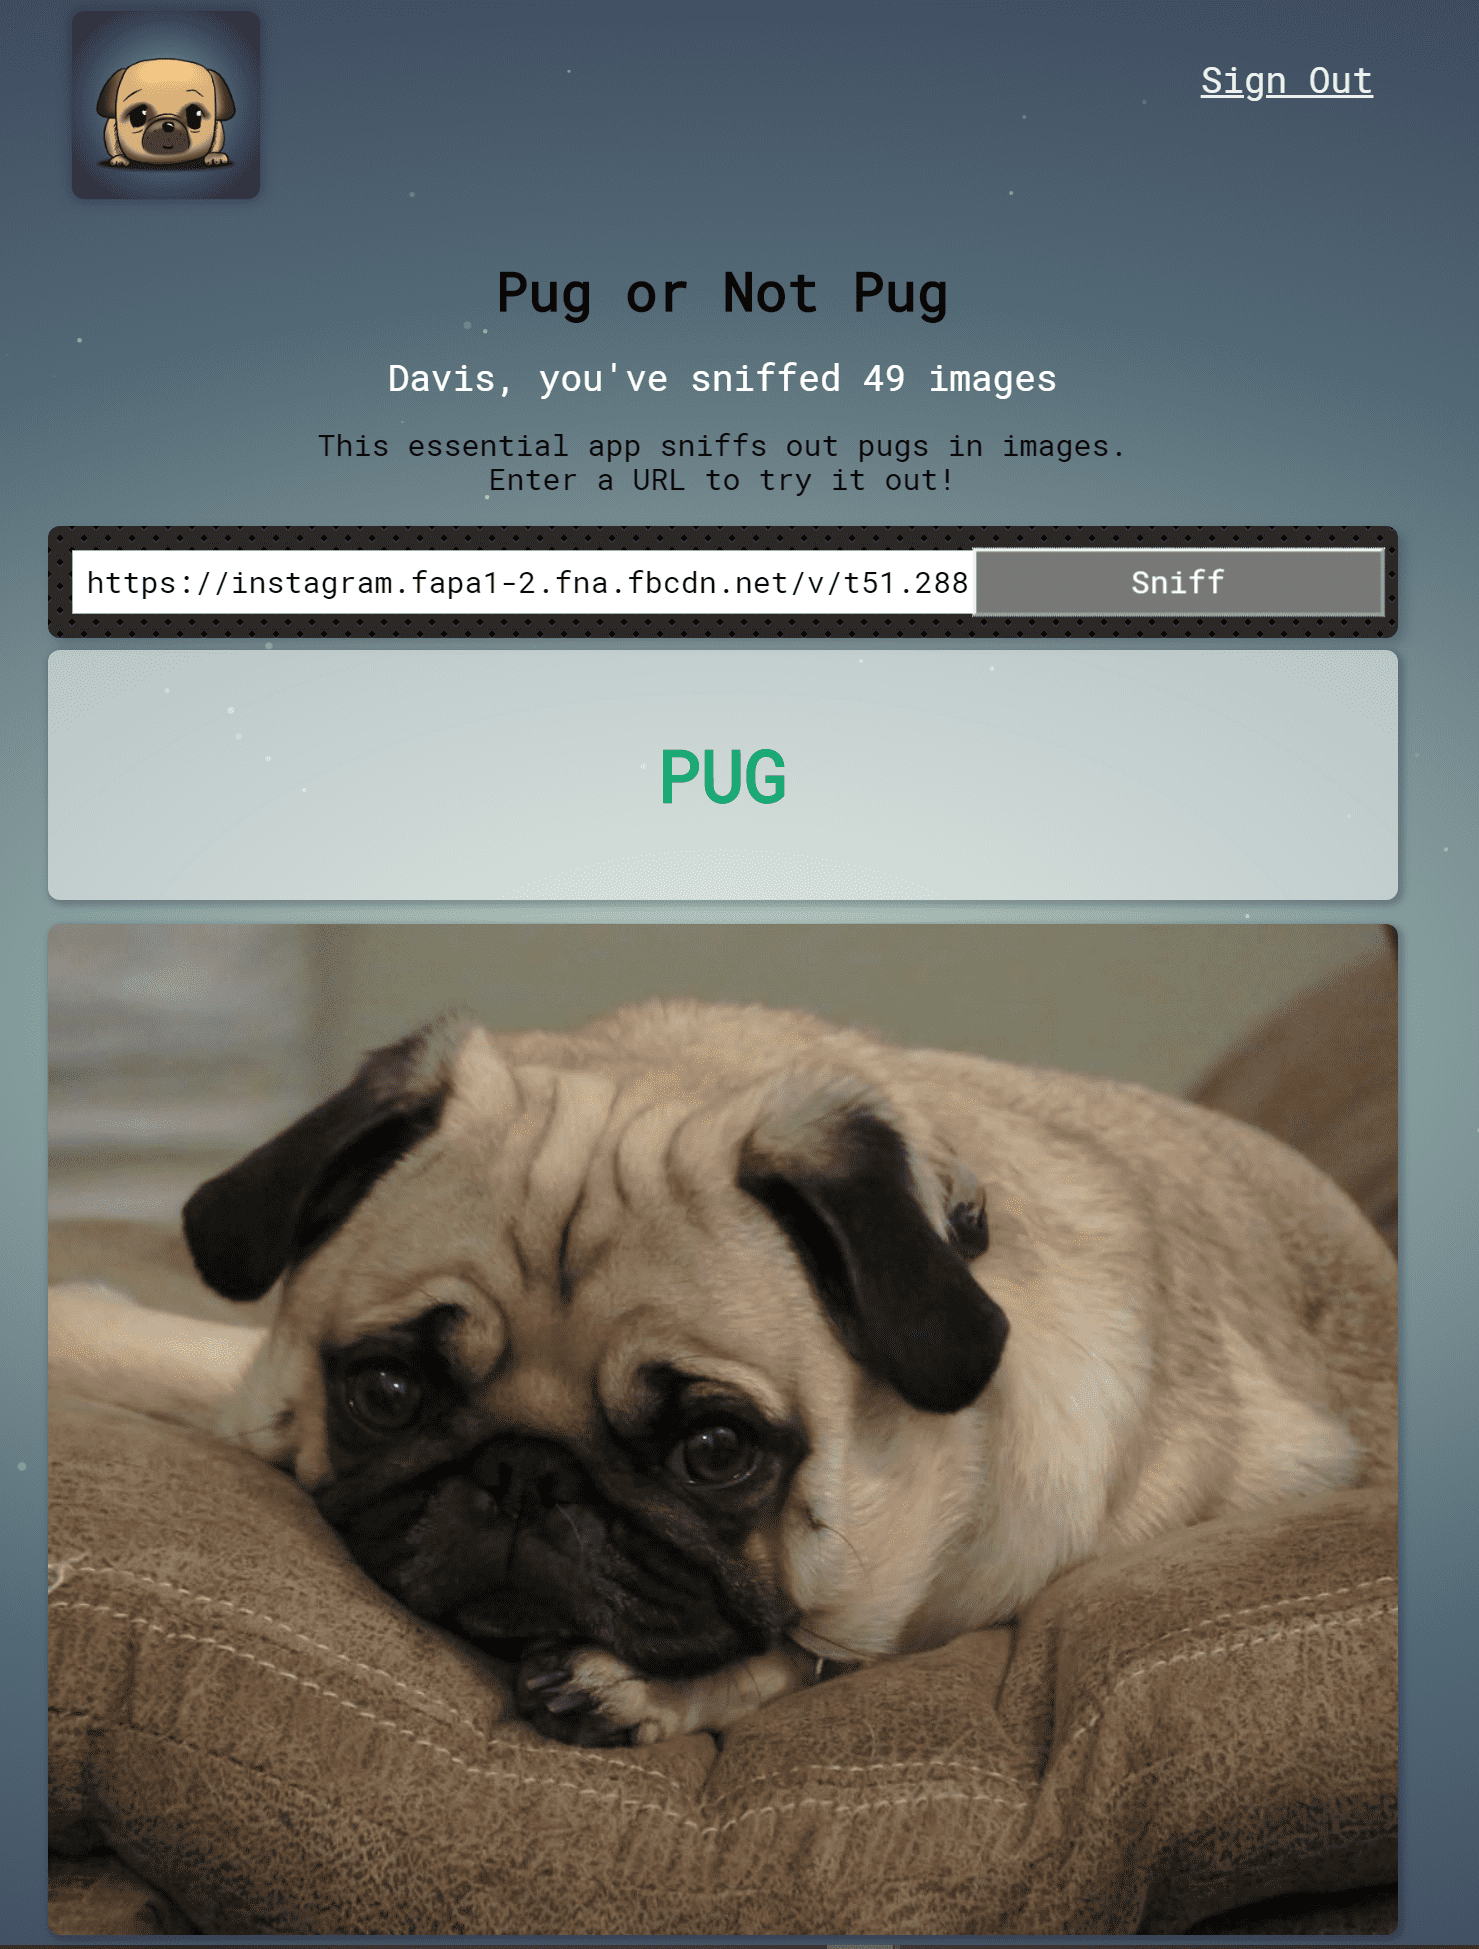 Sign Out
Pug or Not Pug
Davis, you've sniffed 49 images
This essential app sniffs out pugs in images.
Enter a URL to try it out!
https://instagram.fapa1-2.fna.fbcdn.net/v/t51.288
Sniff
PUG